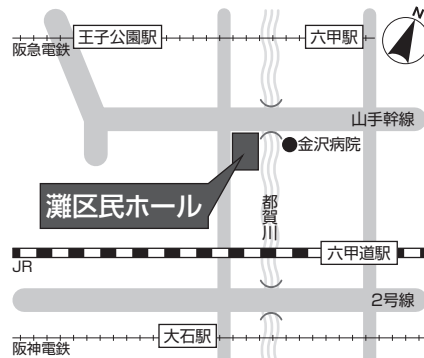 N
王子公園駅
六甲駅
阪急電鉄
山手幹線
金沢病院
灘区民ホール
都賀川
六甲道駅
JR
2号線
大石駅
阪神電鉄